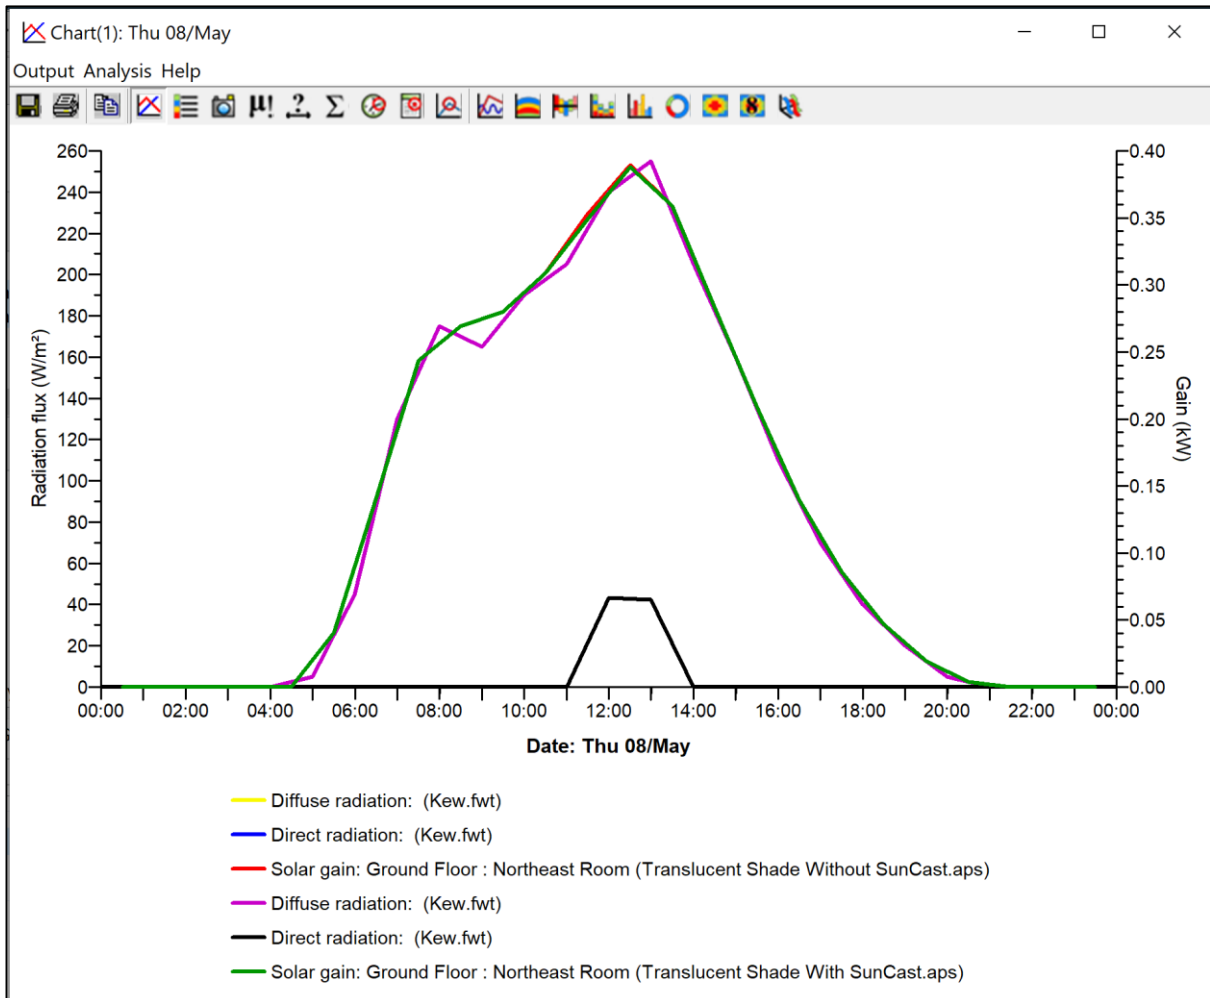 Chart(1): Thu 08/May
Output Analysis Help
μ! ? Σ
8
260 0.40
240
220 0.35
200
0.30
180
160 0.25
140
0.20
120
100 0.15
80
60 0.10
40
0.05
20
0 0.00
Radiation flux (W/m²)
Gain (kW)
00:00 02:00 04:00 06:00 08:00 10:00 12:00 14:00 16:00 18:00 20:00 22:00 00:00
Date: Thu 08/May
Diffuse radiation: (Kew.fwt)
Direct radiation: (Kew.fwt)
Solar gain: Ground Floor : Northeast Room (Translucent Shade Without SunCast.aps)
Diffuse radiation: (Kew.fwt)
Direct radiation: (Kew.fwt)
Solar gain: Ground Floor : Northeast Room (Translucent Shade With SunCast.aps)